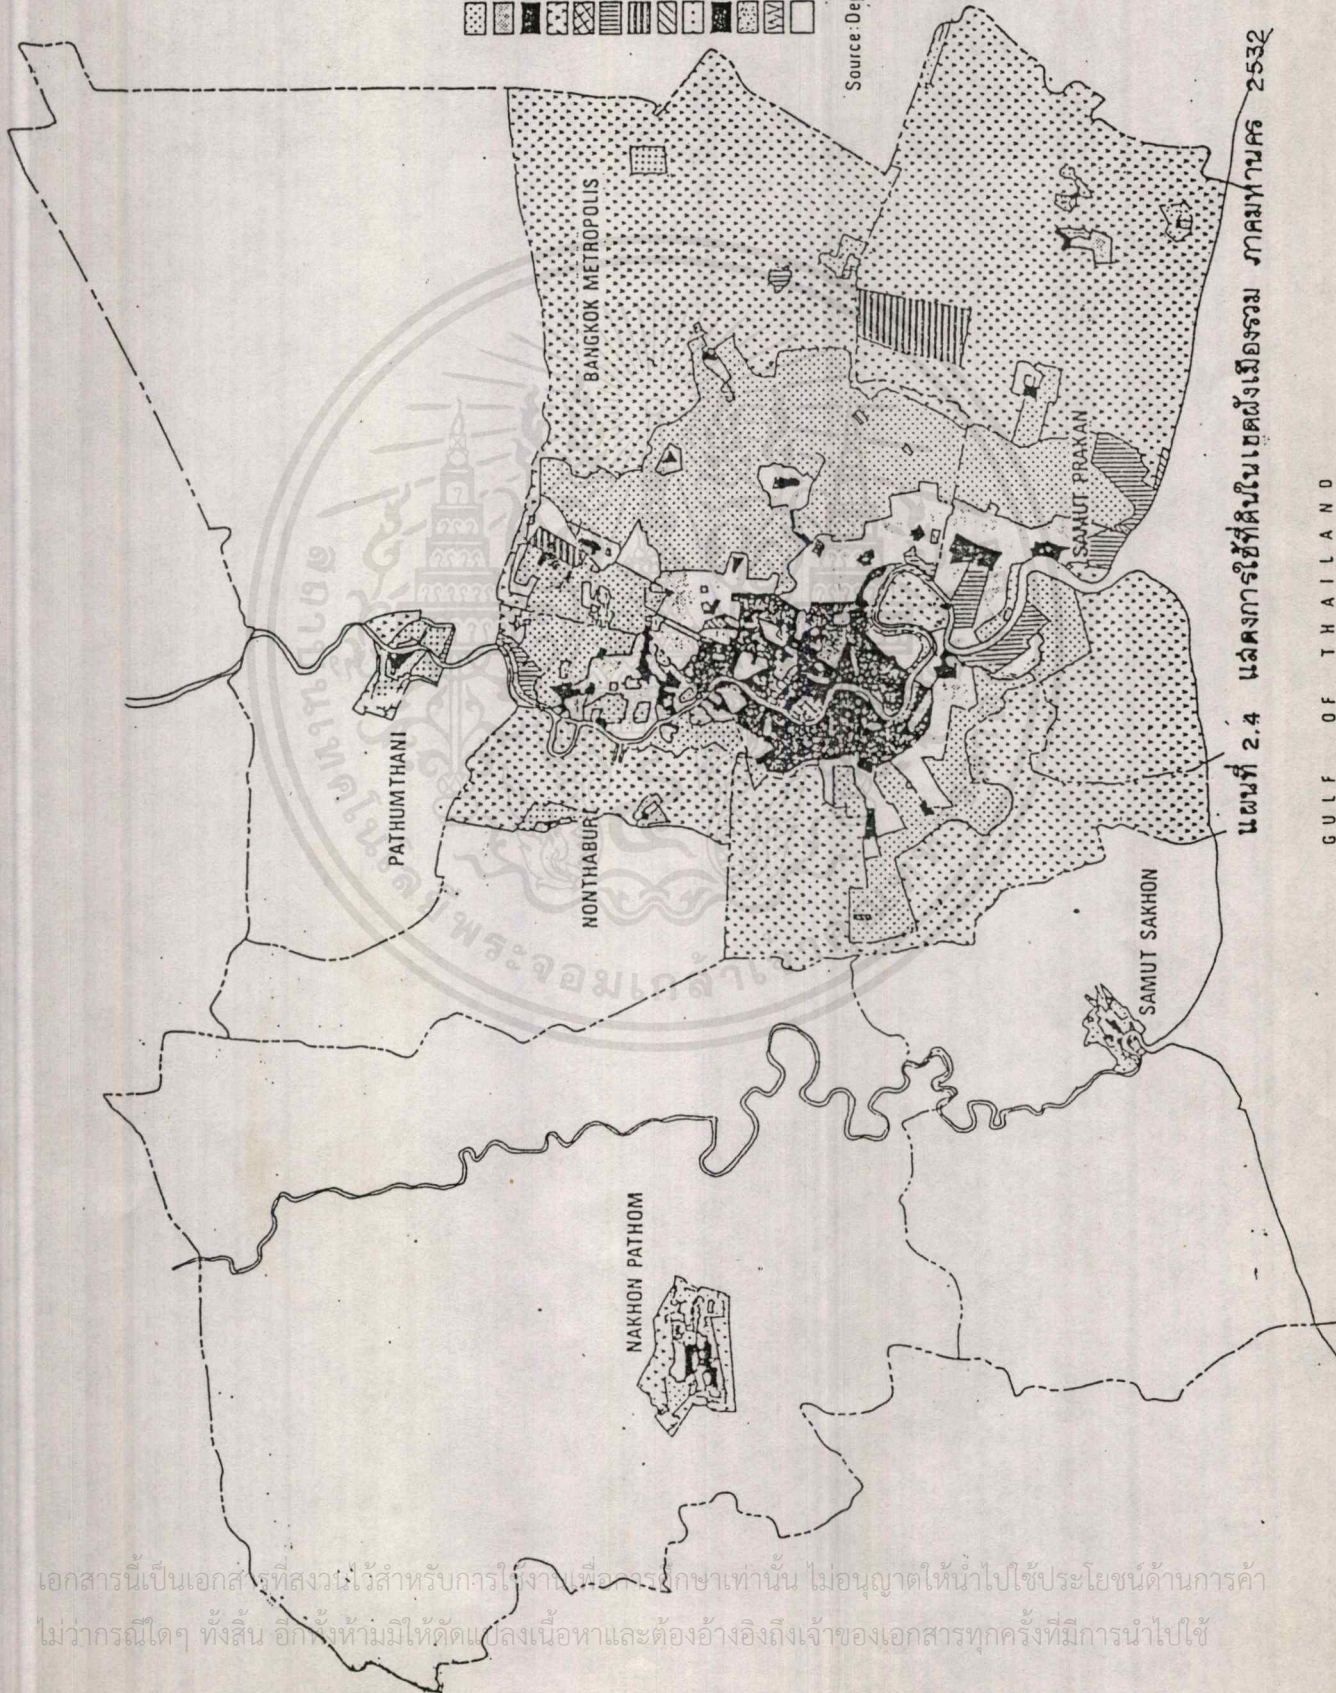 Source: De
BANGKOK METROPOLIS
PATHUMTHANI
NONTHABURI
SAMUT PRAKAN
SAMUT SAKHON
NAKHON PATHOM
แผนที่ 2.4 แสดงการใช้ที่ดินในเขตผังเมืองรวม ภาคมหานคร 2532
GULF OF THAILAND
เอกสารนี้เป็นเอกสารที่สงวนไว้สำหรับการใช้งานเพื่อการศึกษาเท่านั้น ไม่อนุญาตให้นำไปใช้ประโยชน์ด้านการค้า
ไม่ว่ากรณีใดๆ ทั้งสิ้น อีกทั้งห้ามมิให้ดัดแปลงเนื้อหาและต้องอ้างอิงถึงเจ้าของเอกสารทุกครั้งที่มีการนำไปใช้